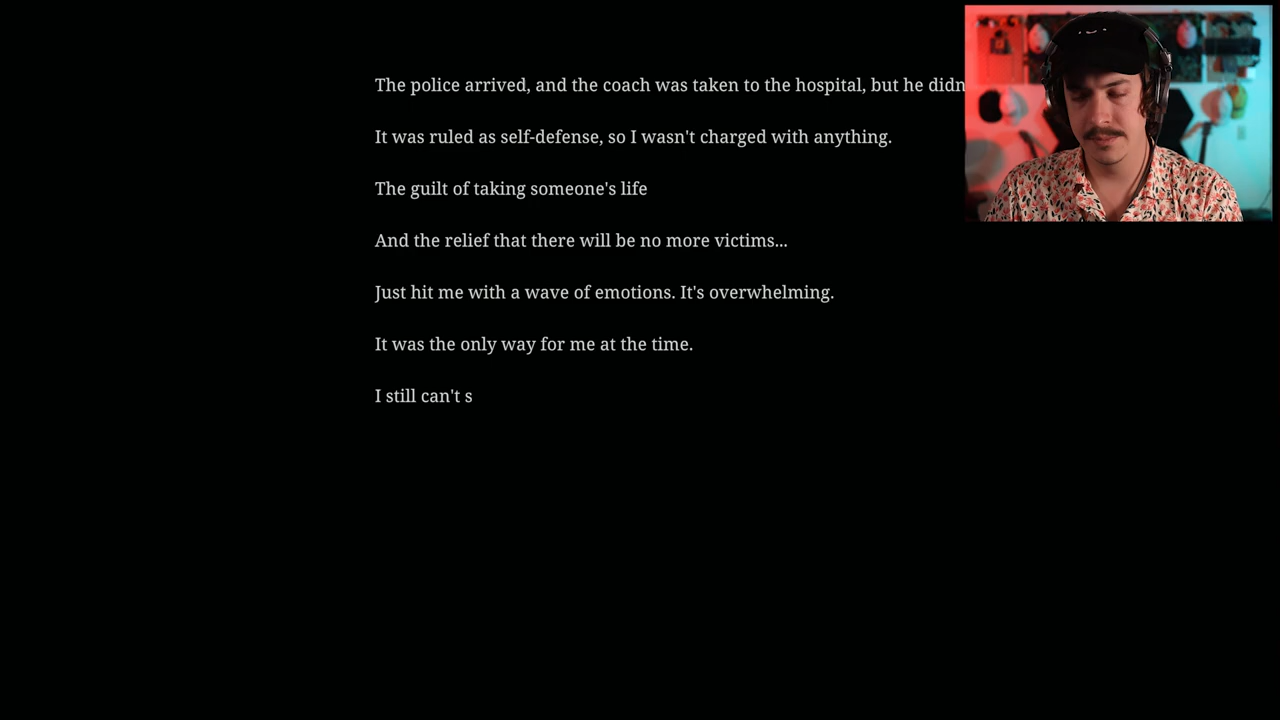 The police arrived, and the coach was taken to the hospital, but he didn
It was ruled as self-defense, so I wasn't charged with anything.
The guilt of taking someone's life
And the relief that there will be no more victims...
Just hit me with a wave of emotions. It's overwhelming.
It was the only way for me at the time.
I still can't s